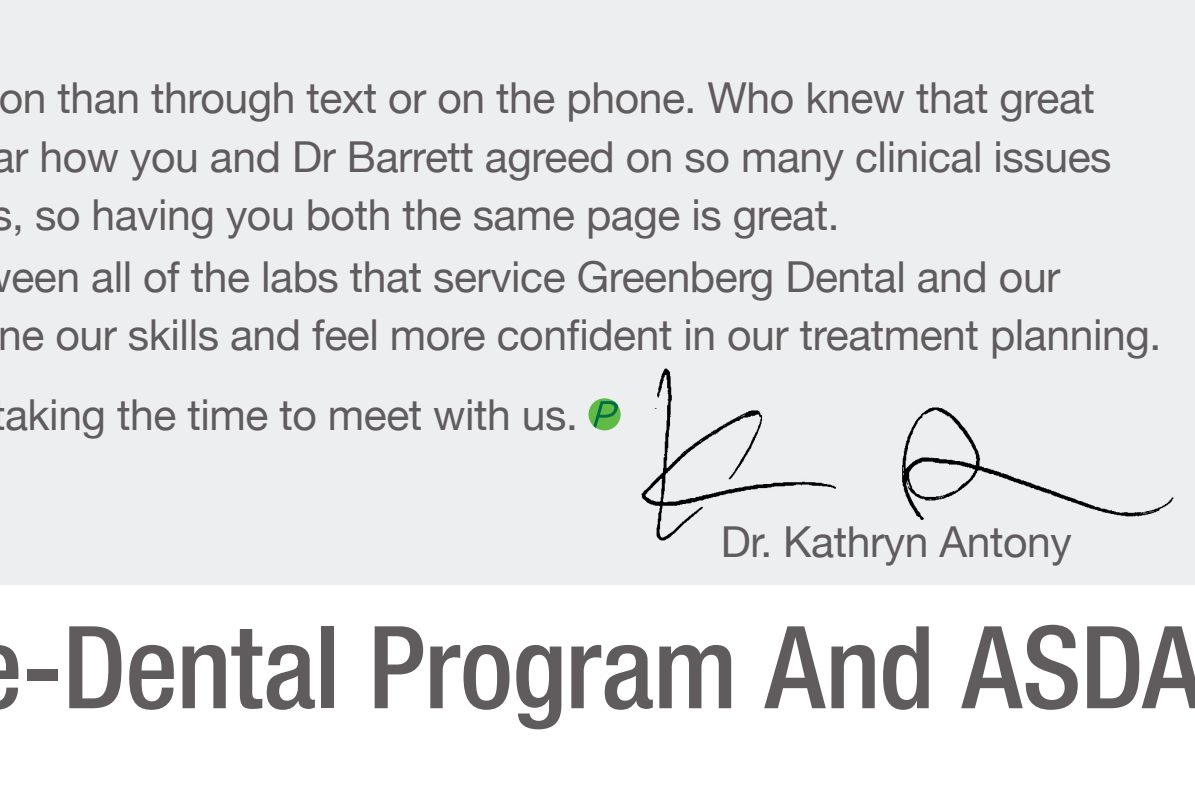 on than through text or on the phone. Who knew that great
ar how you and Dr Barrett agreed on so many clinical issues
s, so having you both the same page is great.
ween all of the labs that service Greenberg Dental and our
ne our skills and feel more confident in our treatment planning.
taking the time to meet with us. P
K A
Dr. Kathryn Antony
e-Dental Program And ASDA